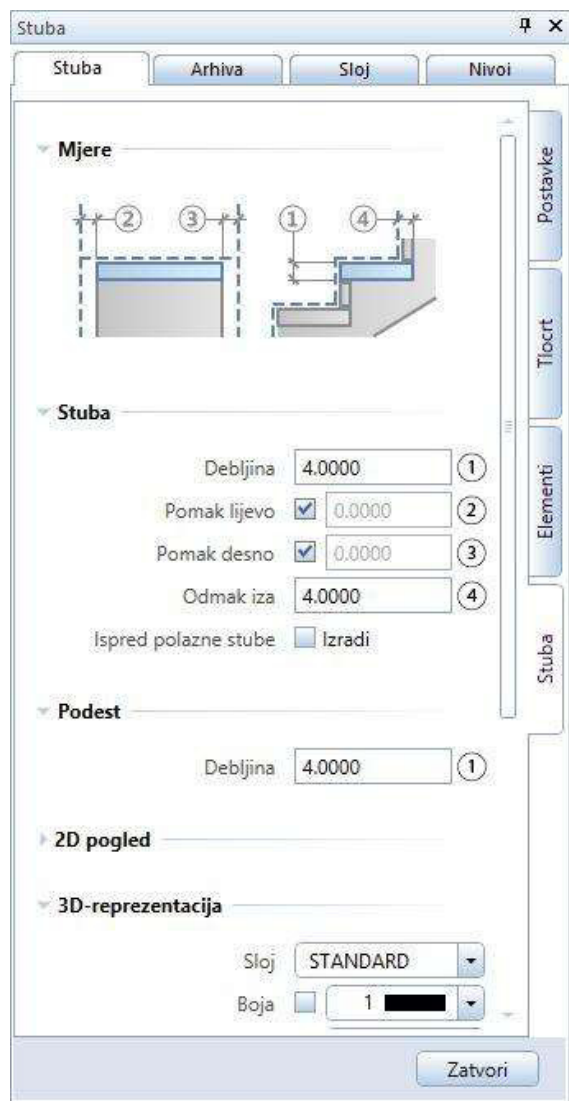 Stuba
Stuba Arhiva Sloj Nivoi
Mjere
2 3 1 4
Stuba
Debljina 4.0000 1
Pomak lijevo 0.0000 2
Pomak desno 0.0000 3
Odmak iza 4.0000 4
Ispred polazne stube Izradi
Podest
Debljina 4.0000 1
2D pogled
3D-reprezentacija
Sloj STANDARD
Boja 1
Postavke
Tlocrt
Elementi
Stuba
Zatvori